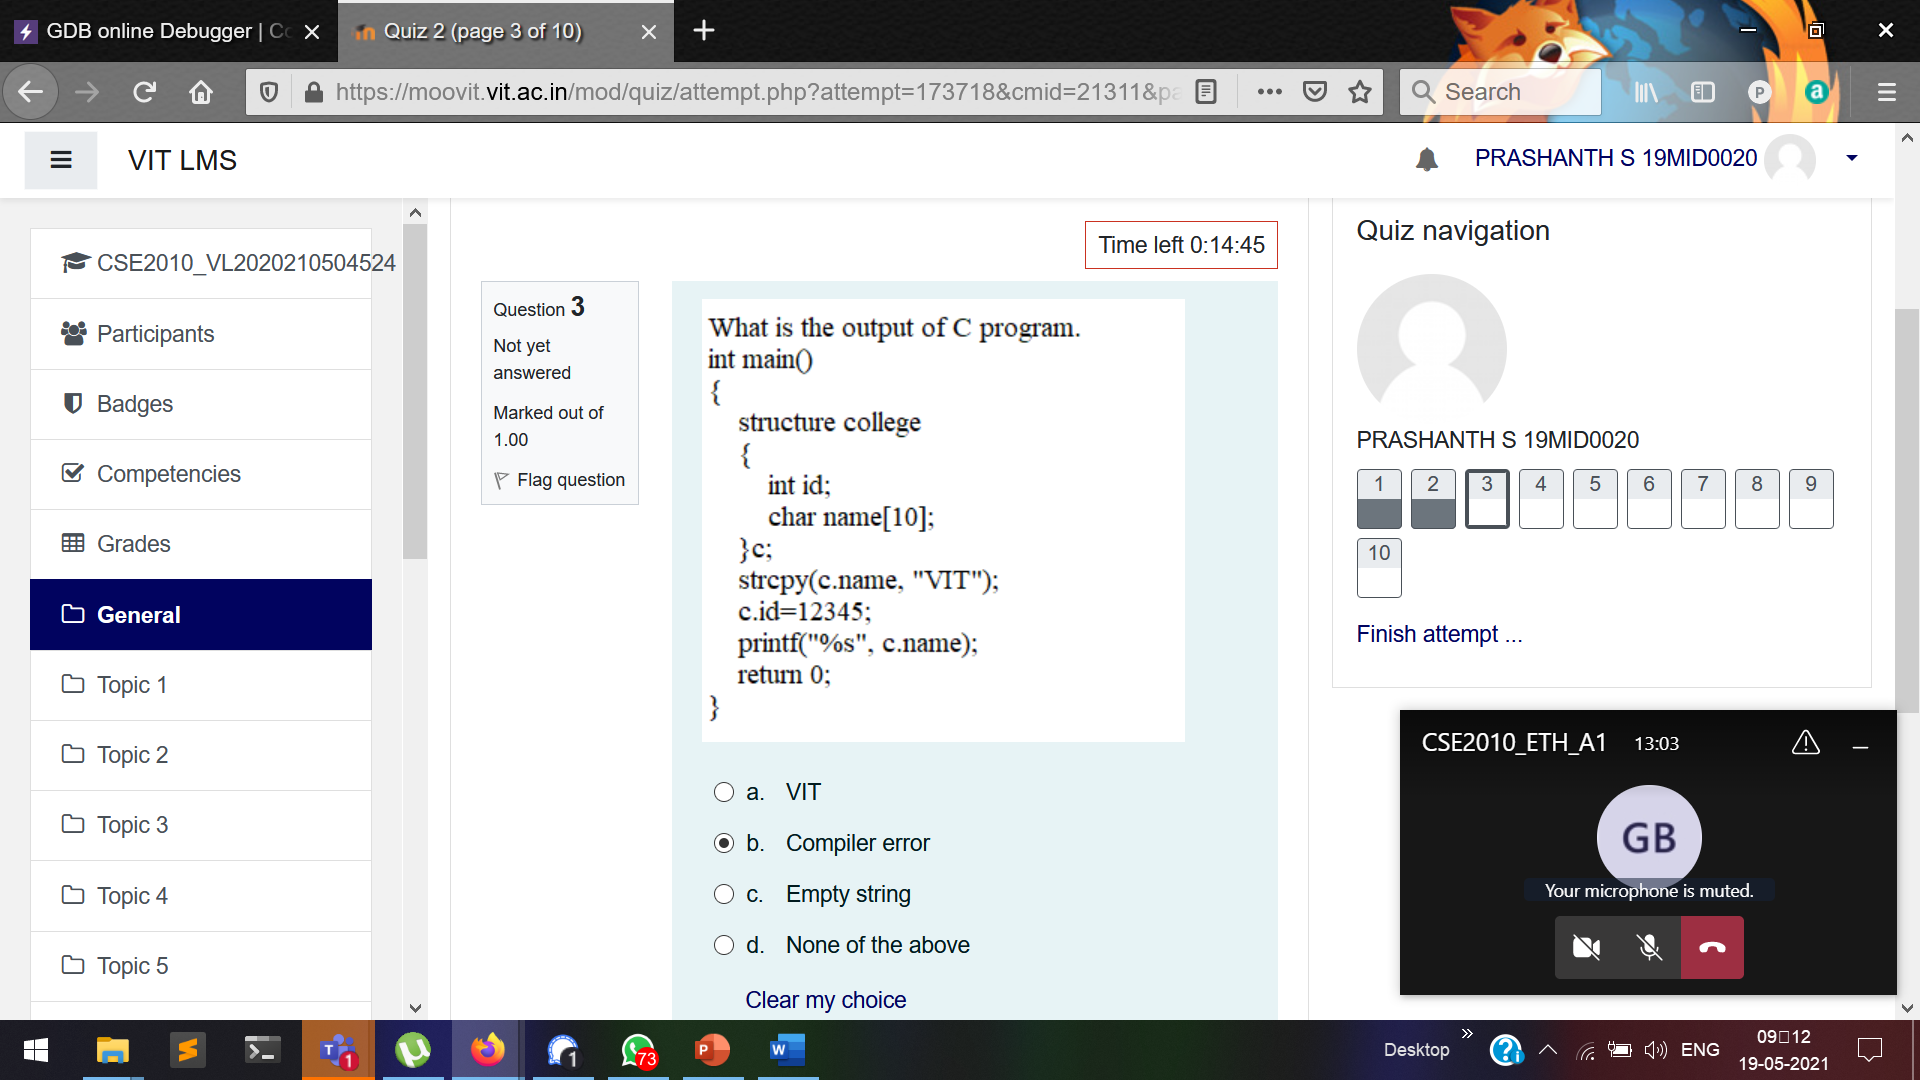 GDB online Debugger | Co
Quiz 2 (page 3 of 10)
https://moovit.vit.ac.in/mod/quiz/attempt.php?attempt=173718&cmid=21311&pa
Search
VIT LMS
PRASHANTH S 19MID0020
CSE2010_VL2020210504524
Participants
Badges
Competencies
Grades
General
Topic 1
Topic 2
Topic 3
Topic 4
Topic 5
Time left 0:14:45
Question 3
Not yet
answered
Marked out of
1.00
Flag question
What is the output of C program.
int main()
{
structure college
{
int id;
char name[10];
}c;
strcpy(c.name, "VIT");
c.id=12345;
printf("%s", c.name);
return 0;
}
a. VIT
b. Compiler error
c. Empty string
d. None of the above
Clear my choice
Quiz navigation
PRASHANTH S 19MID0020
1 2 3 4 5 6 7 8 9
10
Finish attempt ...
CSE2010_ETH_A1 13:03
GB
Your microphone is muted.
73
1
1
Desktop
ENG
09▯12
19-05-2021